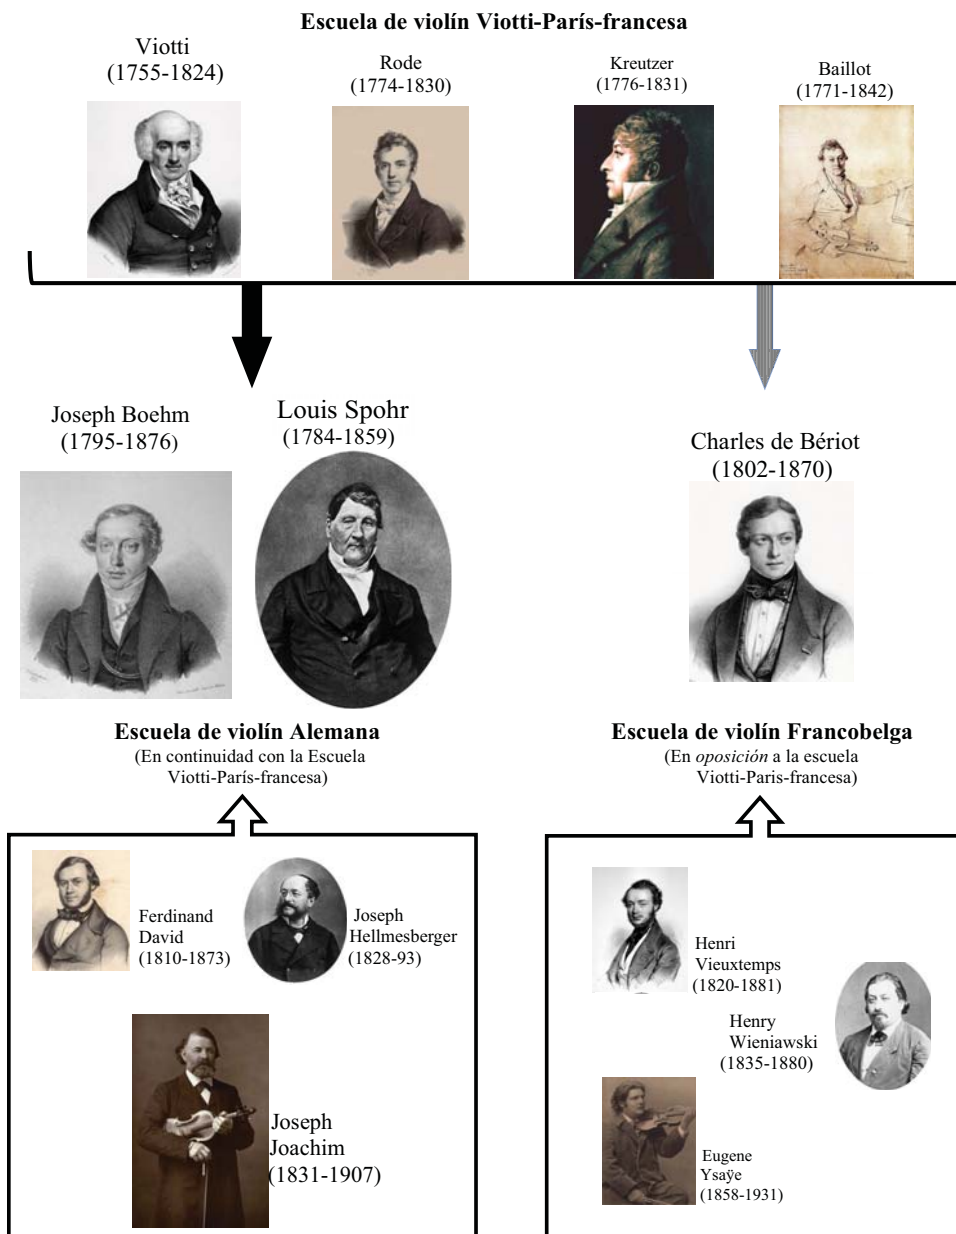 Escuela de violín Viotti-París-francesa
Viotti
(1755-1824)
Rode
(1774-1830)
Kreutzer
(1776-1831)
Baillot
(1771-1842)
Joseph Boehm
(1795-1876)
Louis Spohr
(1784-1859)
Charles de Bériot
(1802-1870)
Escuela de violín Alemana
(En continuidad con la Escuela
Viotti-París-francesa)
Escuela de violín Francobelga
(En oposición a la escuela
Viotti-Paris-francesa)
Ferdinand
David
(1810-1873)
Joseph
Hellmesberger
(1828-93)
Joseph
Joachim
(1831-1907)
Henri
Vieuxtemps
(1820-1881)
Henry
Wieniawski
(1835-1880)
Eugene
Ysaÿe
(1858-1931)